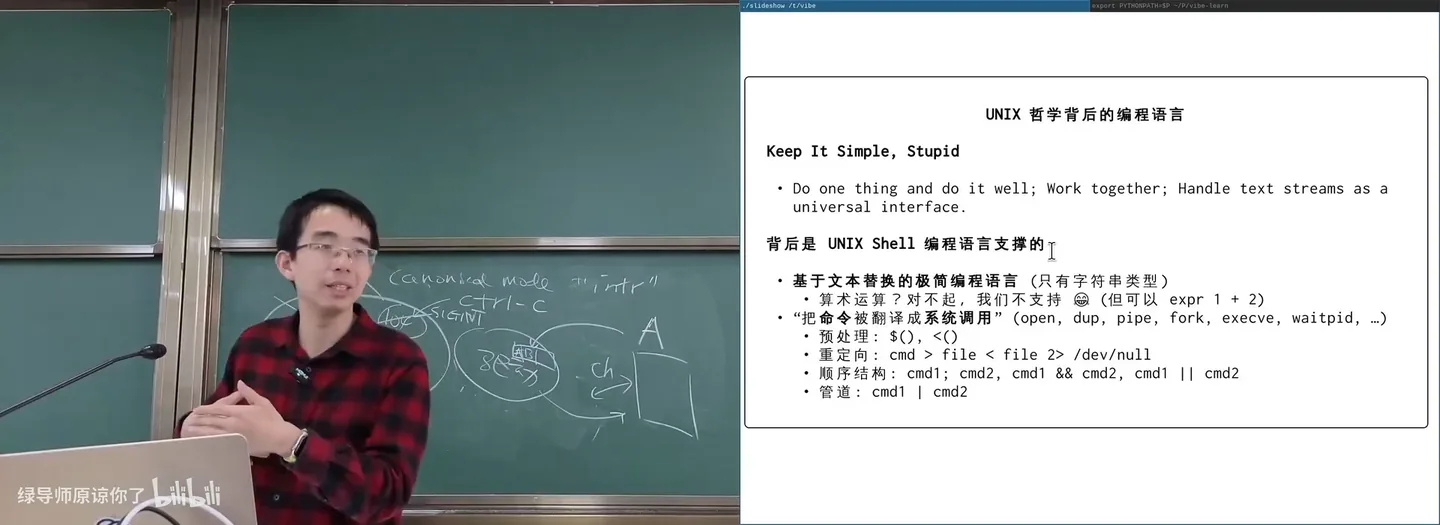 ./slideshow /t/vibe
export PYTHONPATH=$P ~/P/vibe-learn
canonical mode "intr"
ctrl-C
SIGINT
A
ch
绿导师原谅你了 bilibili
UNIX 哲学背后的编程语言
Keep It Simple, Stupid
• Do one thing and do it well; Work together; Handle text streams as a
universal interface.
背后是 UNIX Shell 编程语言支撑的
• 基于文本替换的极简编程语言 (只有字符串类型)
• 算术运算？对不起，我们不支持 😁 (但可以 expr 1 + 2)
• “把命令被翻译成系统调用” (open, dup, pipe, fork, execve, waitpid, …)
• 预处理: $(), <()
• 重定向: cmd > file < file 2> /dev/null
• 顺序结构: cmd1; cmd2, cmd1 && cmd2, cmd1 || cmd2
• 管道: cmd1 | cmd2